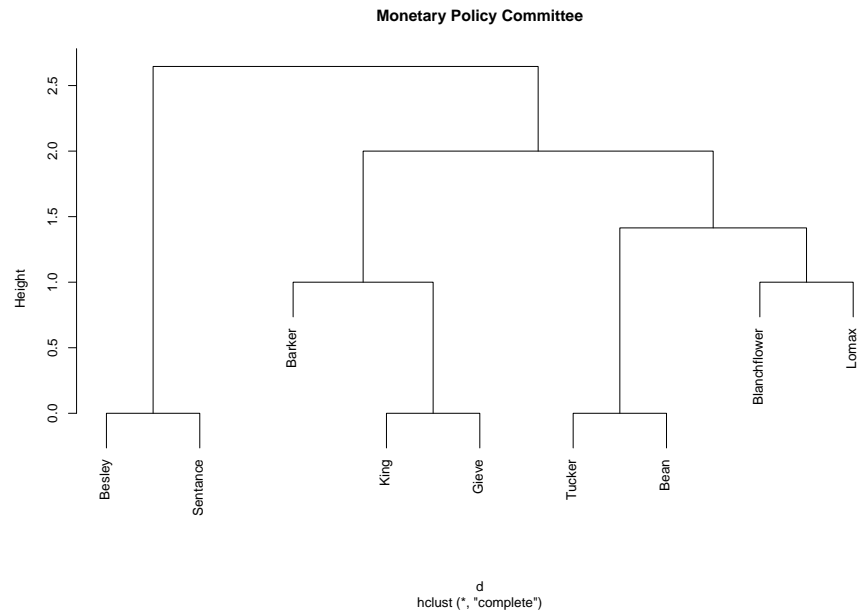 Monetary Policy Committee
Height
2.5
2.0
1.5
1.0
0.5
0.0
Besley
Sentance
Barker
King
Gieve
Tucker
Bean
Blanchflower
Lomax
d
hclust (*, "complete")